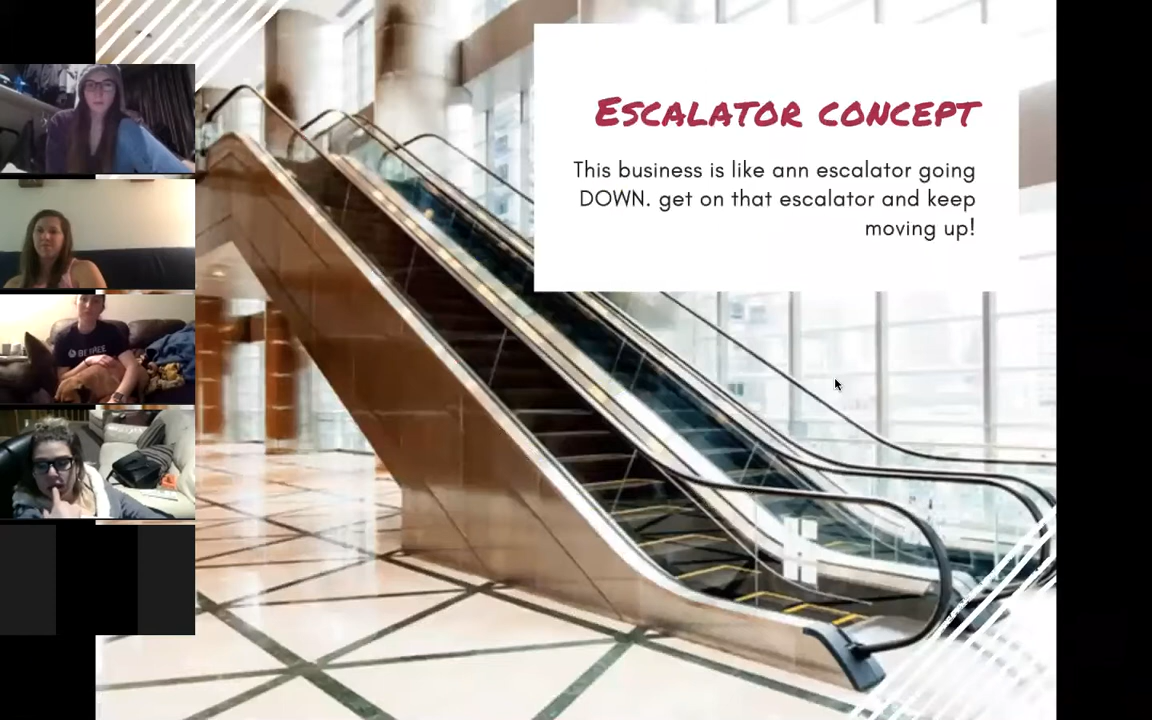 Escalator concept
This business is like ann escalator going
DOWN. get on that escalator and keep
moving up!